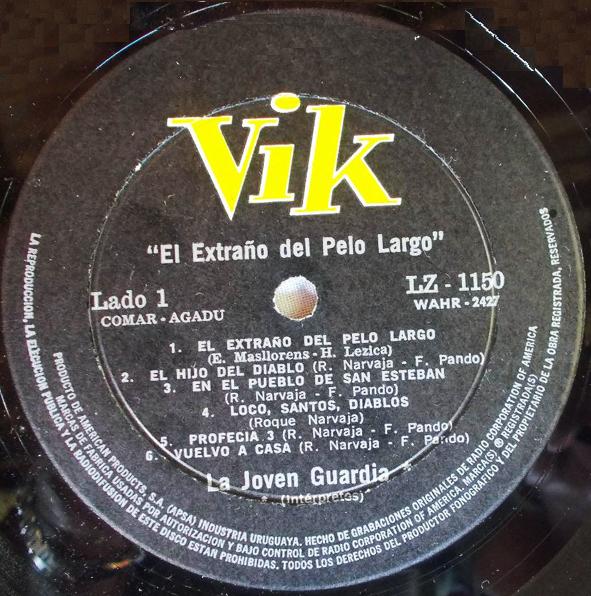 Vik
"El Extraño del Pelo Largo"
Lado 1
COMAR - AGADU
LZ - 1150
WAHR - 2427
1. EL EXTRAÑO DEL PELO LARGO
(E. Masllorens - H. Lezica)
2. EL HIJO DEL DIABLO (R. Narvaja - F. Pando)
3. EN EL PUEBLO DE SAN ESTEBAN
(R. Narvaja - F. Pando)
4. LOCO, SANTOS, DIABLOS
(Roque Narvaja)
5. PROFECIA 3 (R. Narvaja - F. Pando)
6. VUELVO A CASA (R. Narvaja - F. Pando)
La Joven Guardia
(Intérpretes)
PRODUCTO DE AMERICAN PRODUCTS, S.A. (APSA) INDUSTRIA URUGUAYA. HECHO DE GRABACIONES ORIGINALES DE RADIO CORPORATION OF AMERICA
MARCAS DE FABRICA USADAS POR AUTORIZACION Y BAJO CONTROL DE RADIO CORPORATION OF AMERICA, MARCA(S) ® REGISTRADA(S)
LA REPRODUCCION, LA EJECUCION PUBLICA Y LA RADIODIFUSION DE ESTE DISCO ESTAN PROHIBIDAS. TODOS LOS DERECHOS DEL PRODUCTOR FONOGRAFICO Y DEL PROPIETARIO DE LA OBRA REGISTRADA, RESERVADOS